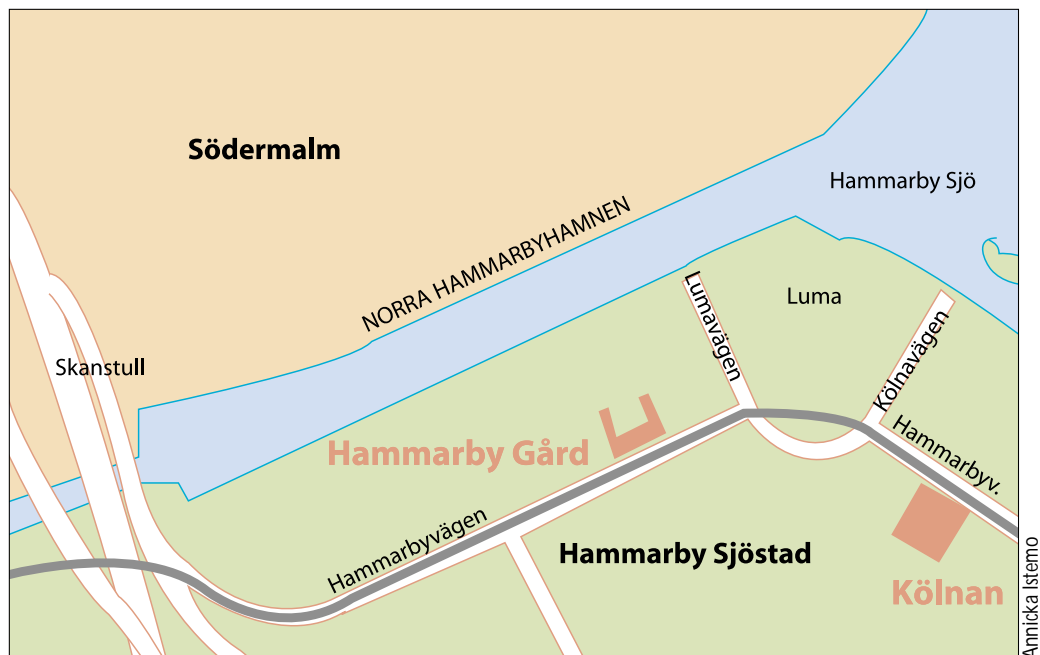 Södermalm
Hammarby Sjö
NORRA HAMMARBYHAMNEN
Luma
Lumavägen
Kölnavägen
Skanstull
Hammarby Gård
Hammarbyv.
Hammarbyvägen
Hammarby Sjöstad
Kölnan
Annicka Istemo